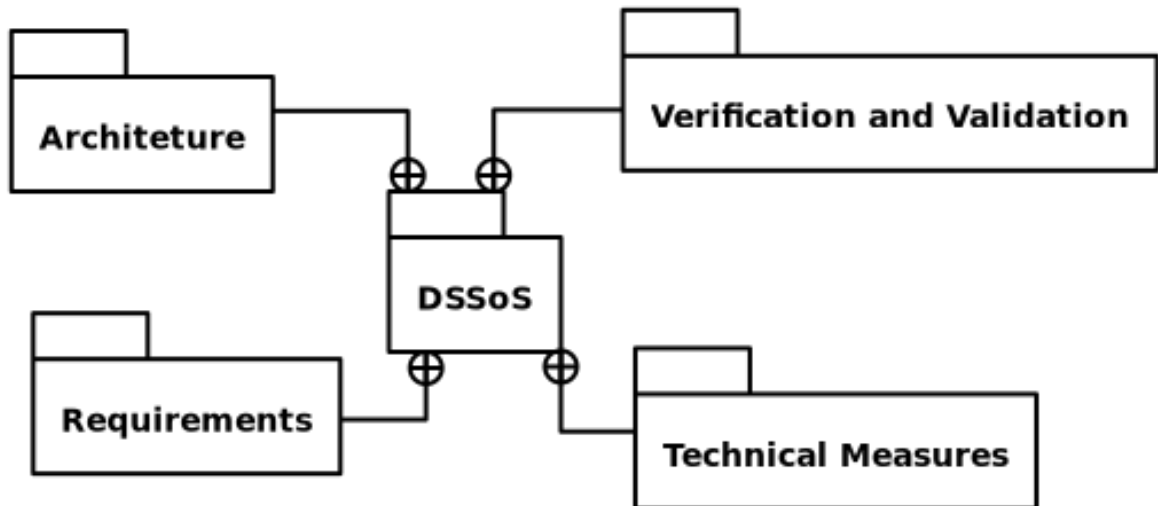 Architeture
Verification and Validation
DSSoS
Requirements
Technical Measures